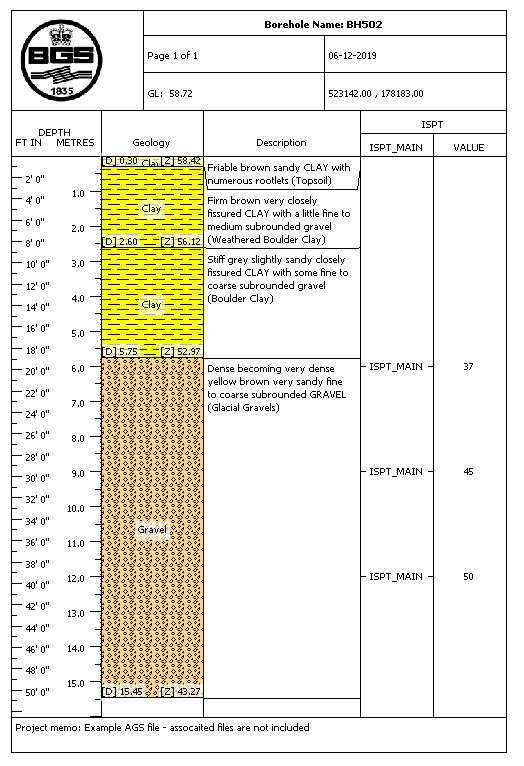 BGS
1835
Borehole Name: BH502
Page 1 of 1
06-12-2019
GL: 58.72
523142.00 , 178183.00
DEPTH
FT IN METRES
Geology
Description
ISPT
ISPT_MAIN
VALUE
[D] 0.30 Clay [Z] 58.42
Friable brown sandy CLAY with
numerous rootlets (Topsoil)
2' 0"
1.0
4' 0"
Clay
Firm brown very closely
fissured CLAY with a little fine to
medium subrounded gravel
(Weathered Boulder Clay)
6' 0"
2.0
8' 0"
[D] 2.60 [Z] 56.12
Stiff grey slightly sandy closely
fissured CLAY with some fine to
coarse subrounded gravel
(Boulder Clay)
10' 0"
3.0
12' 0"
4.0
14' 0"
Clay
16' 0"
5.0
18' 0"
[D] 5.75 [Z] 52.97
20' 0"
6.0
ISPT_MAIN
37
Dense becoming very dense
yellow brown very sandy fine
to coarse subrounded GRAVEL
(Glacial Gravels)
22' 0"
7.0
24' 0"
26' 0"
8.0
28' 0"
9.0
ISPT_MAIN
45
30' 0"
32' 0"
10.0
34' 0"
Gravel
36' 0"
11.0
38' 0"
12.0
ISPT_MAIN
50
40' 0"
42' 0"
13.0
44' 0"
46' 0"
14.0
48' 0"
15.0
50' 0"
[D] 15.45 [Z] 43.27
Project memo: Example AGS file - assocaited files are not included